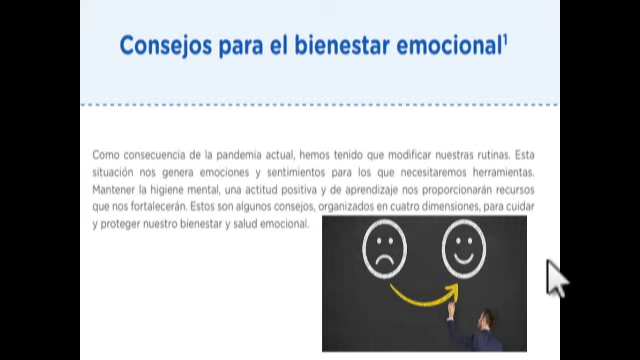 Consejos para el bienestar emocional¹
Como consecuencia de la pandemia actual, hemos tenido que modificar nuestras rutinas. Esta
situación nos genera emociones y sentimientos para los que necesitaremos herramientas.
Mantener la higiene mental, una actitud positiva y de aprendizaje nos proporcionarán recursos
que nos fortalecerán. Estos son algunos consejos, organizados en cuatro dimensiones, para cuidar
y proteger nuestro bienestar y salud emocional.